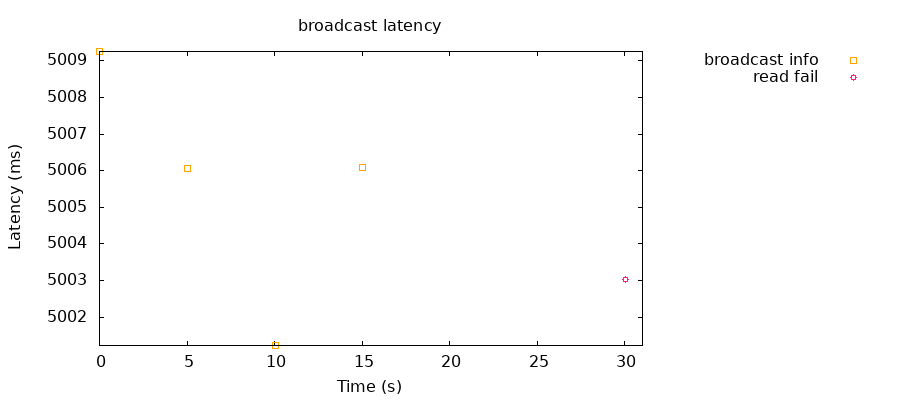 broadcast latency
broadcast info
read fail
Latency (ms)
5009
5008
5007
5006
5005
5004
5003
5002
0 5 10 15 20 25 30
Time (s)